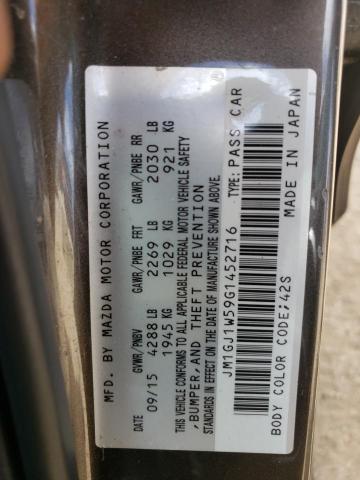 MFD. BY MAZDA MOTOR CORPORATION
GVWR/PNBV GAWR/PNBE FRT GAWR/PNBE RR
09/15 4288 LB 2269 LB 2030 LB
1945 KG 1029 KG 921 KG
THIS VEHICLE CONFORMS TO ALL APPLICABLE FEDERAL MOTOR VEHICLE SAFETY
,BUMPER,AND THEFT PREVENTION
STANDARDS IN EFFECT ON THE DATE OF MANUFACTURE SHOWN ABOVE.
JM1GJ1W59G1452716 TYPE: PASS CAR
BODY COLOR CODE;42S MADE IN JAPAN